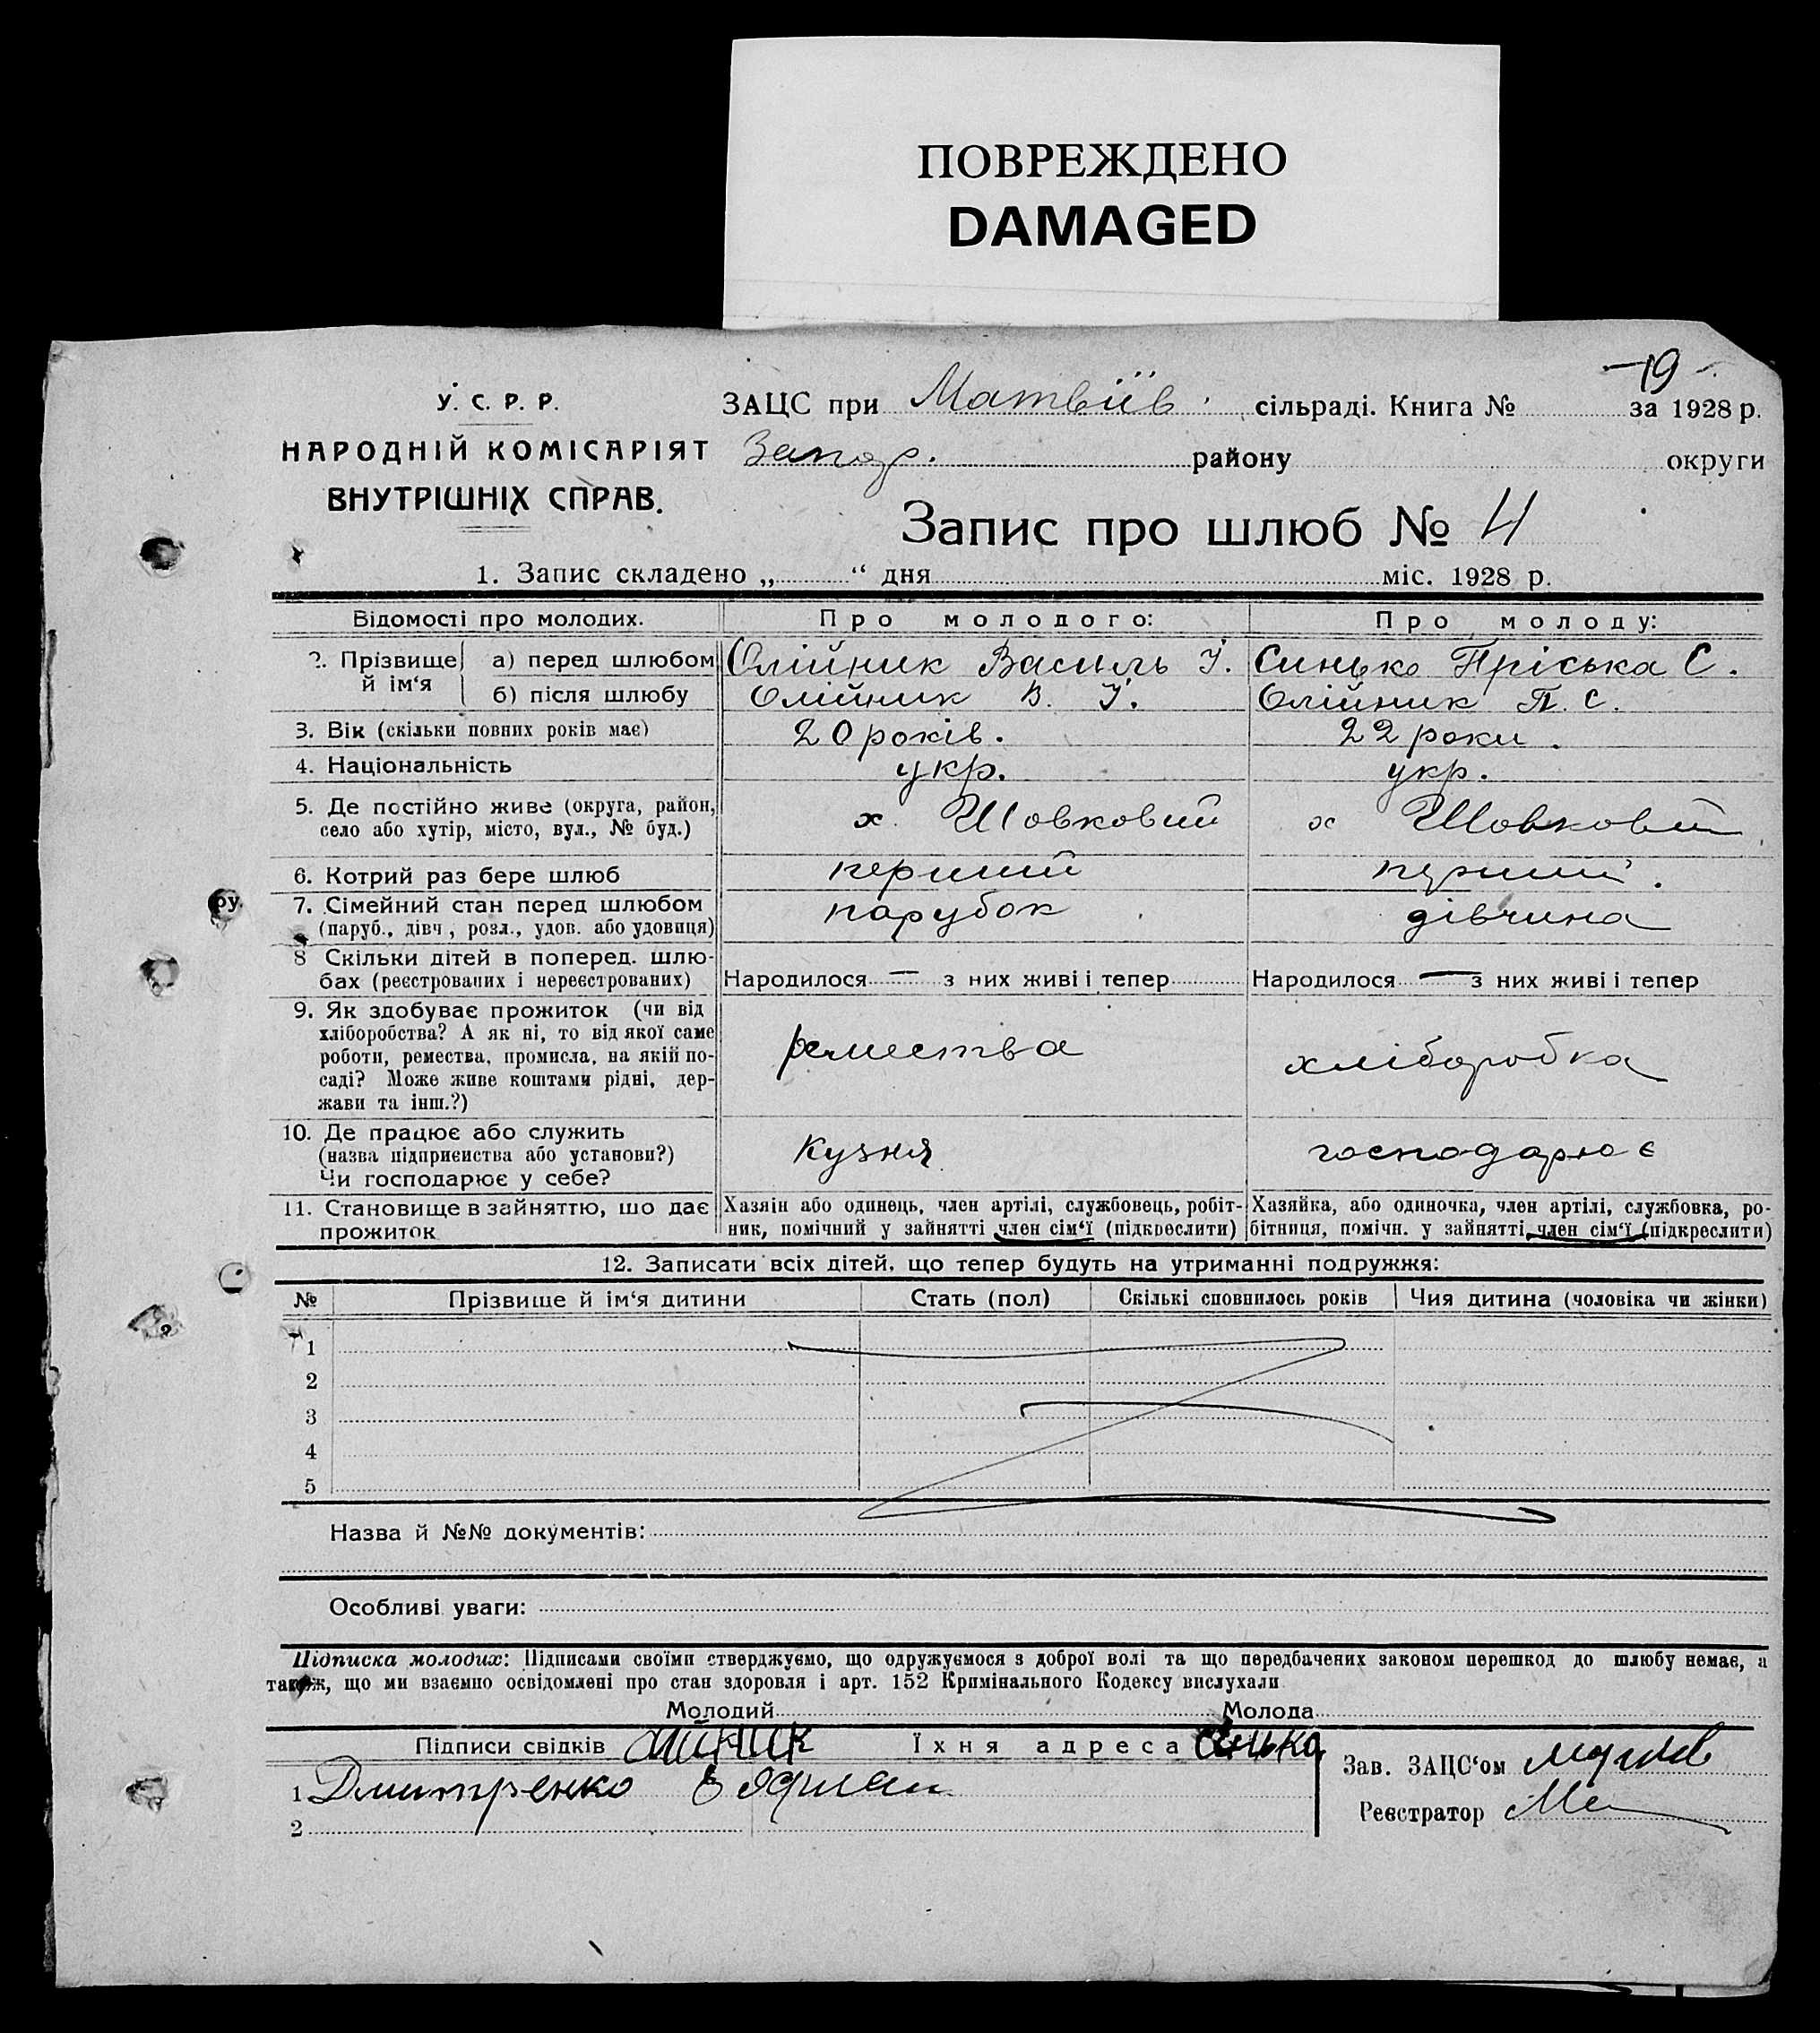 ПОВРЕЖДЕНО
DAMAGED
19
У. С. Р. Р.
НАРОДНІЙ КОМІСАРІЯТ
ВНУТРІШНІХ СПРАВ.
ЗАЦС при Матвіїв. сільраді. Книга № за 1928 р.
Запор. району округи
Запис про шлюб № 4
1. Запис складено „ “ дня міс. 1928 р.
Відомості про молодих. Про молодого: Про молоду:
2. Прізвище й ім‘я а) перед шлюбом Олійник Василь І. Синько Пріська С.
б) після шлюбу Олійник В. І. Олійник П. С.
3. Вік (скільки повних років має) 20 років. 22 роки.
4. Національність укр. укр.
5. Де постійно живе (округа, район, село або хутір, місто, вул., № буд.) х. Шовковий х Шовковий
6. Котрий раз бере шлюб перший перший.
7. Сімейний стан перед шлюбом (паруб., дівч, розл., удов. або удовиця) парубок дівчина
ру.
8 Скільки дітей в поперед. шлюбах (реєстрованих і нереєстрованих) Народилося — з них живі і тепер Народилося — з них живі і тепер
9. Як здобуває прожиток (чи від хліборобства? А як ні, то від якої саме роботи, ремества, промисла, на якій посаді? Може живе коштами рідні, держави та інш.?) ремества хліборобка
10. Де працює або служить (назва підприємства або установи?) Чи господарює у себе? Кузня господарює
11. Становище в зайняттю, що дає прожиток Хазяїн або одинець, член артілі, службовець, робітник, помічний у зайнятті член сім‘ї (підкреслити) Хазяйка, або одиночка, член артілі, службовка, робітниця, помічн. у зайнятті член сім‘ї (підкреслити)
12. Записати всіх дітей, що тепер будуть на утриманні подружжя:
№ Прізвище й ім‘я дитини Стать (пол) Скількі сповнилось років Чия дитина (чоловіка чи жінки)
1
2
3
4
5
Назва й №№ документів:
Особливі уваги:
Підписка молодих: Підписами своїми стверджуємо, що одружуємося з доброї волі та що передбачених законом перешкод до шлюбу немає, а
також, що ми взаємно освідомлені про стан здоровля і арт. 152 Кримінального Кодексу вислухали
Молодий Молода
Підписи свідків Їхня адреса Синько
Зав. ЗАЦС‘ом
1 Дмитренко
Реєстратор
2